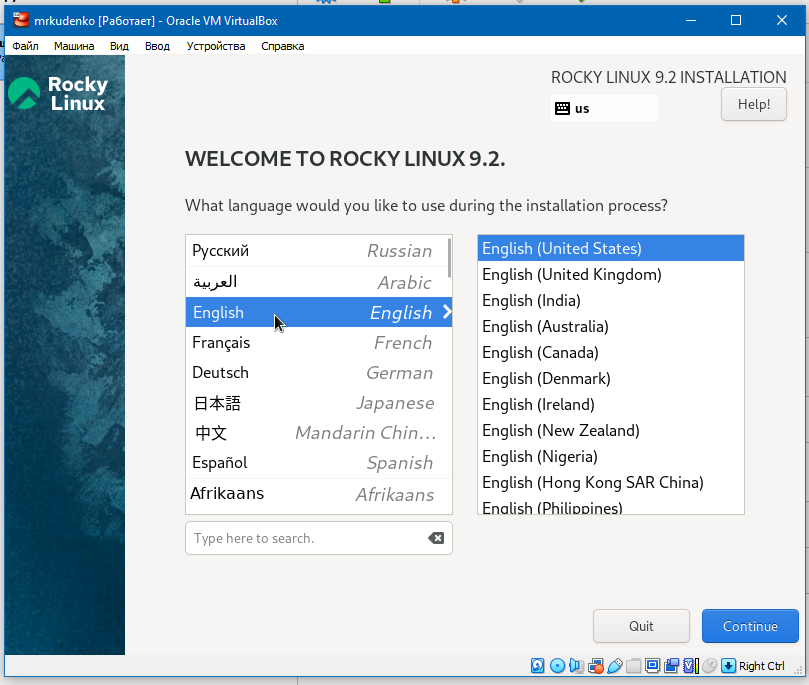 mrkudenko [Работает] - Oracle VM VirtualBox
Файл Машина Вид Ввод Устройства Справка
Rocky
Linux
ROCKY LINUX 9.2 INSTALLATION
us
Help!
WELCOME TO ROCKY LINUX 9.2.
What language would you like to use during the installation process?
Русский Russian
العربية Arabic
English English
Français French
Deutsch German
日本語 Japanese
中文 Mandarin Chin…
Español Spanish
Afrikaans Afrikaans
Type here to search.
English (United States)
English (United Kingdom)
English (India)
English (Australia)
English (Canada)
English (Denmark)
English (Ireland)
English (New Zealand)
English (Nigeria)
English (Hong Kong SAR China)
English (Philippines)
Quit
Continue
Right Ctrl